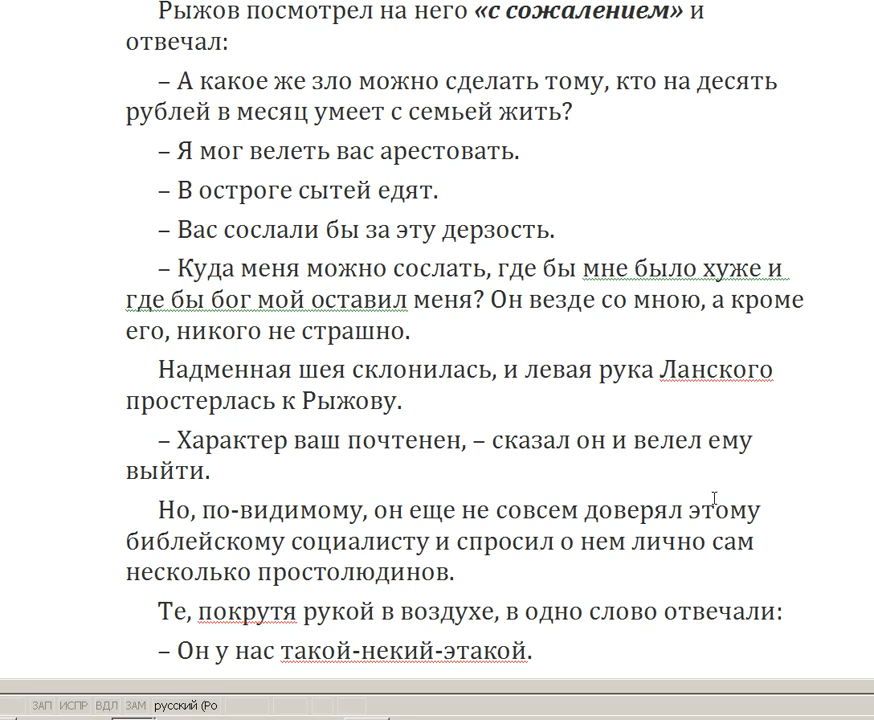 Рыжов посмотрел на него «с сожалением» и
отвечал:
– А какое же зло можно сделать тому, кто на десять
рублей в месяц умеет с семьей жить?
– Я мог велеть вас арестовать.
– В остроге сытей едят.
– Вас сослали бы за эту дерзость.
– Куда меня можно сослать, где бы мне было хуже и
где бы бог мой оставил меня? Он везде со мною, а кроме
его, никого не страшно.
Надменная шея склонилась, и левая рука Ланского
простерлась к Рыжову.
– Характер ваш почтенен, – сказал он и велел ему
выйти.
Но, по-видимому, он еще не совсем доверял этому
библейскому социалисту и спросил о нем лично сам
несколько простолюдинов.
Те, покрутя рукой в воздухе, в одно слово отвечали:
– Он у нас такой-некий-этакой.
ЗАП ИСПР ВДЛ ЗАМ русский (Ро